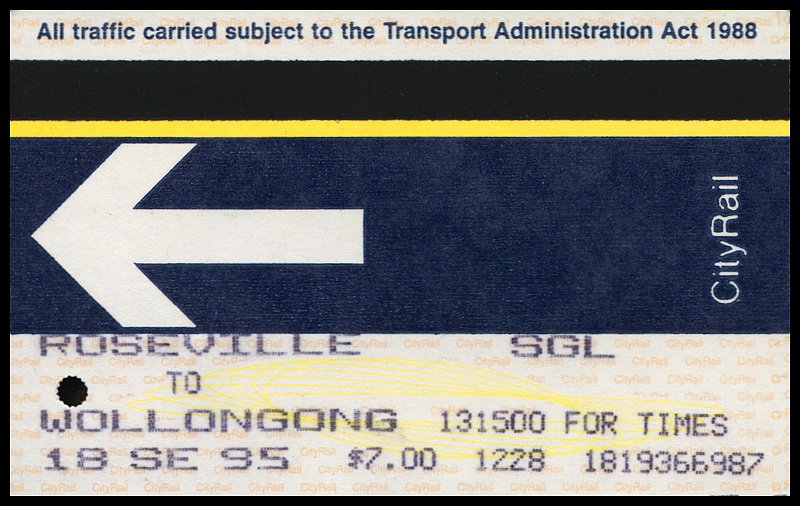 All traffic carried subject to the Transport Administration Act 1988
CityRail
ROSEVILLE SGL
TO
WOLLONGONG 131500 FOR TIMES
18 SE 95 $7.00 1228 1819366987